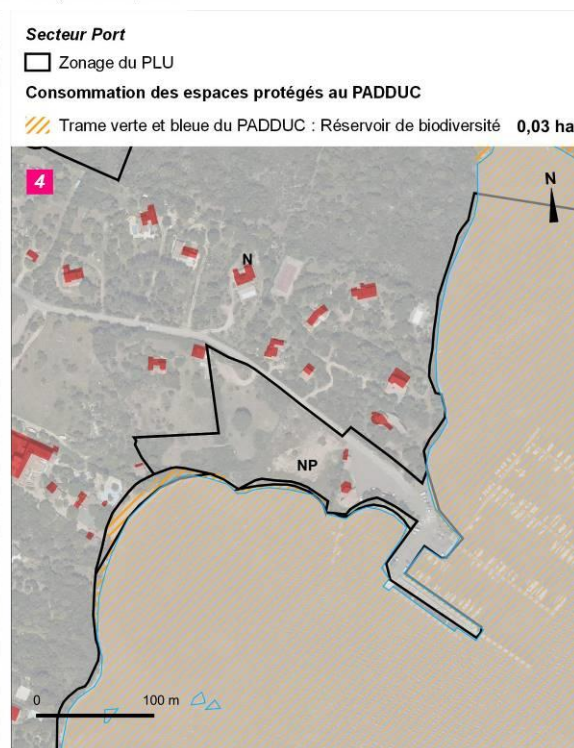 Secteur Port
Zonage du PLU
Consommation des espaces protégés au PADDUC
Trame verte et bleue du PADDUC : Réservoir de biodiversité 0,03 ha
4
N
N
NP
0 100 m